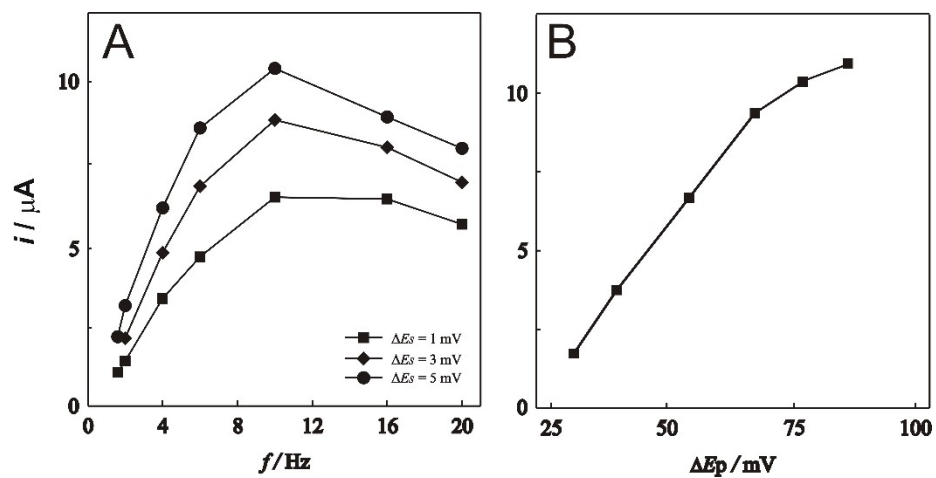 A
10
5
0
i / μA
0 4 8 12 16 20
f/Hz
ΔEs = 1 mV
ΔEs = 3 mV
ΔEs = 5 mV
B
10
5
0
25 50 75 100
ΔEp /mV